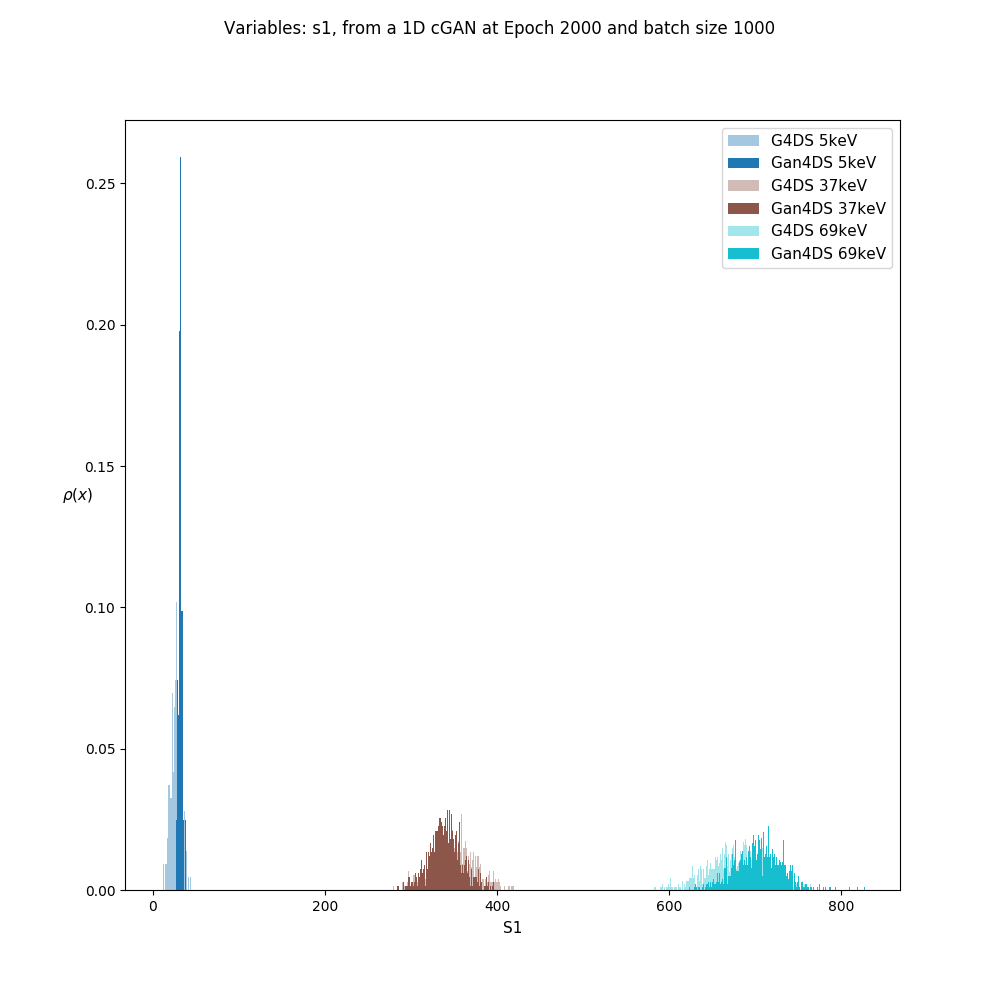 Variables: s1, from a 1D cGAN at Epoch 2000 and batch size 1000
G4DS 5keV
Gan4DS 5keV
G4DS 37keV
Gan4DS 37keV
G4DS 69keV
Gan4DS 69keV
0.25
0.20
0.15
ρ(x)
0.10
0.05
0.00
0 200 400 600 800
S1